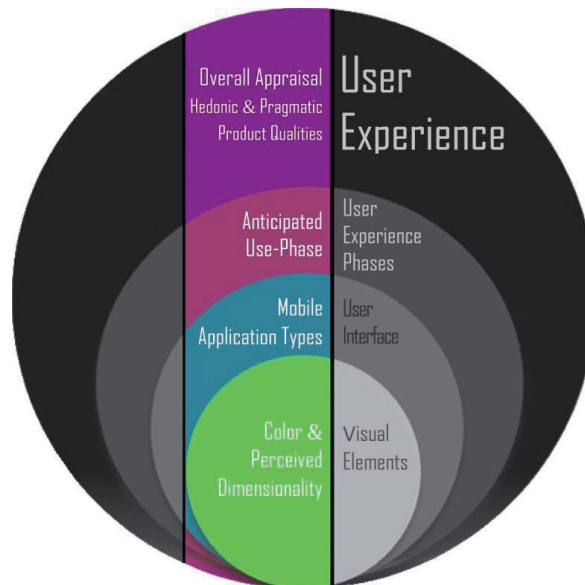 Overall Appraisal
Hedonic & Pragmatic
Product Qualities
User
Experience
Anticipated
Use-Phase
User
Experience
Phases
Mobile
Application Types
User
Interface
Color &
Perceived
Dimensionality
Visual
Elements